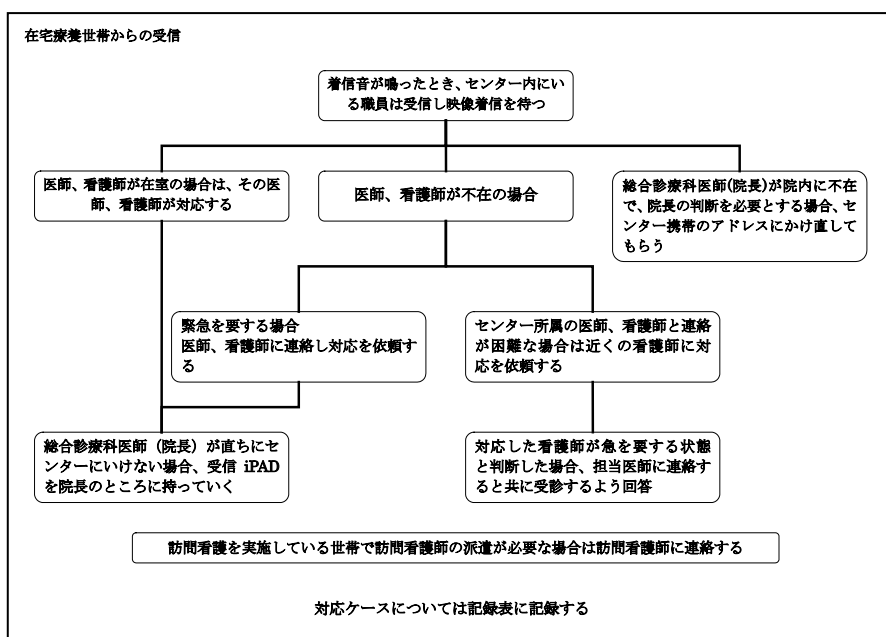 在宅療養世帯からの受信
着信音が鳴ったとき、センター内にい
る職員は受信し映像着信を待つ
医師、看護師が在室の場合は、その医
師、看護師が対応する
医師、看護師が不在の場合
総合診療科医師(院長)が院内に不在
で、院長の判断を必要とする場合、セ
ンター携帯のアドレスにかけ直して
もらう
緊急を要する場合
医師、看護師に連絡し対応を依頼す
る
センター所属の医師、看護師と連絡
が困難な場合は近くの看護師に対
応を依頼する
総合診療科医師（院長）が直ちにセ
ンターにいけない場合、受信 iPAD
を院長のところに持っていく
対応した看護師が急を要する状態
と判断した場合、担当医師に連絡す
ると共に受診するよう回答
訪問看護を実施している世帯で訪問看護師の派遣が必要な場合は訪問看護師に連絡する
対応ケースについては記録表に記録する